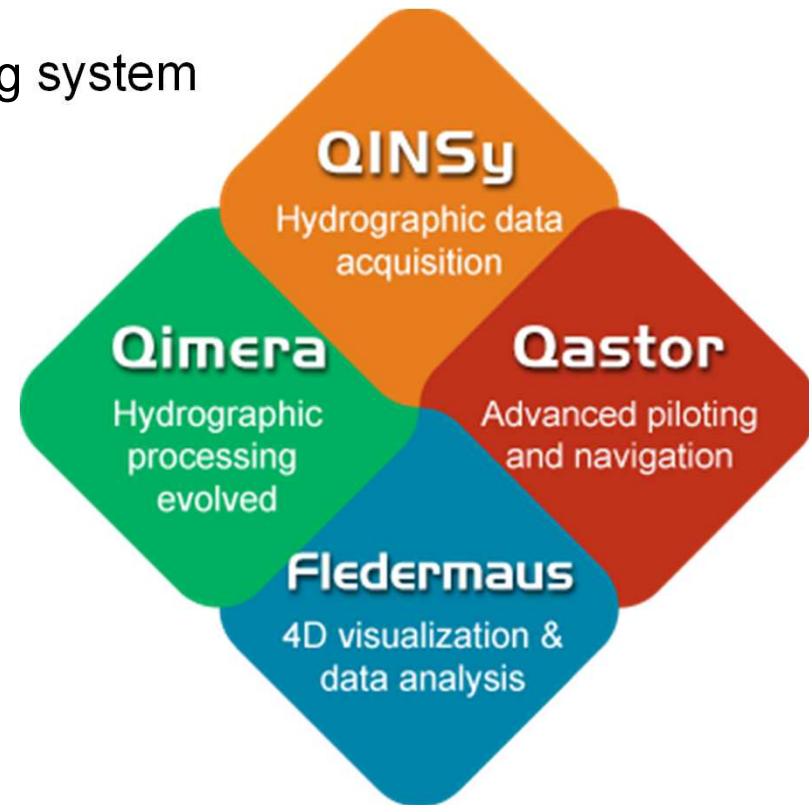 g system
QINSy
Hydrographic data
acquisition
Qimera
Hydrographic
processing
evolved
Qastor
Advanced piloting
and navigation
Fledermaus
4D visualization &
data analysis